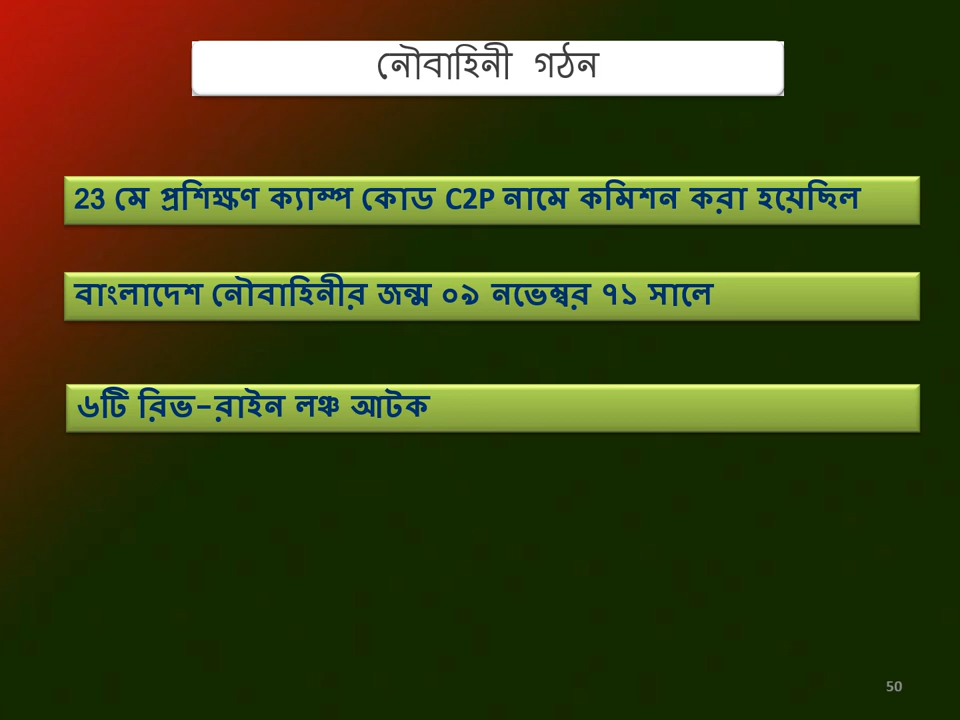 নৌবাহিনী গঠন
23 মে প্রশিক্ষণ ক্যাম্প কোড C2P নামে কমিশন করা হয়েছিল
বাংলাদেশ নৌবাহিনীর জন্ম ০৯ নভেম্বর ৭১ সালে
৬টি রিভ-রাইন লঞ্চ আটক
50